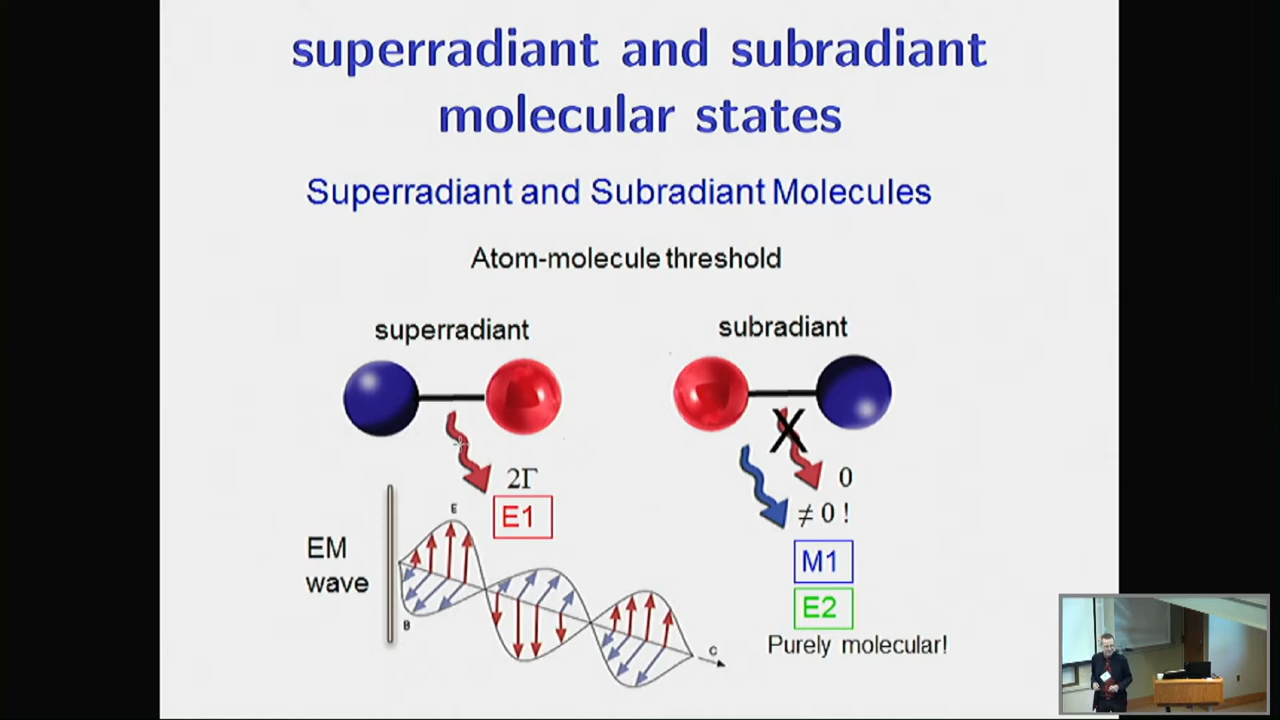 superradiant and subradiant
molecular states
Superradiant and Subradiant Molecules
Atom-molecule threshold
superradiant
subradiant
2Γ
E1
0
≠ 0 !
M1
E2
Purely molecular!
EM
wave
E
B
C